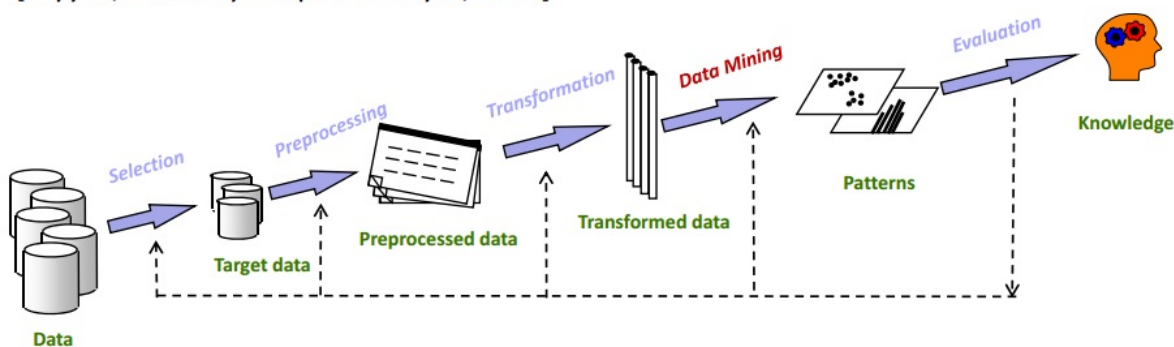 Selection
Preprocessing
Transformation
Data Mining
Evaluation
Knowledge
Patterns
Transformed data
Preprocessed data
Target data
Data